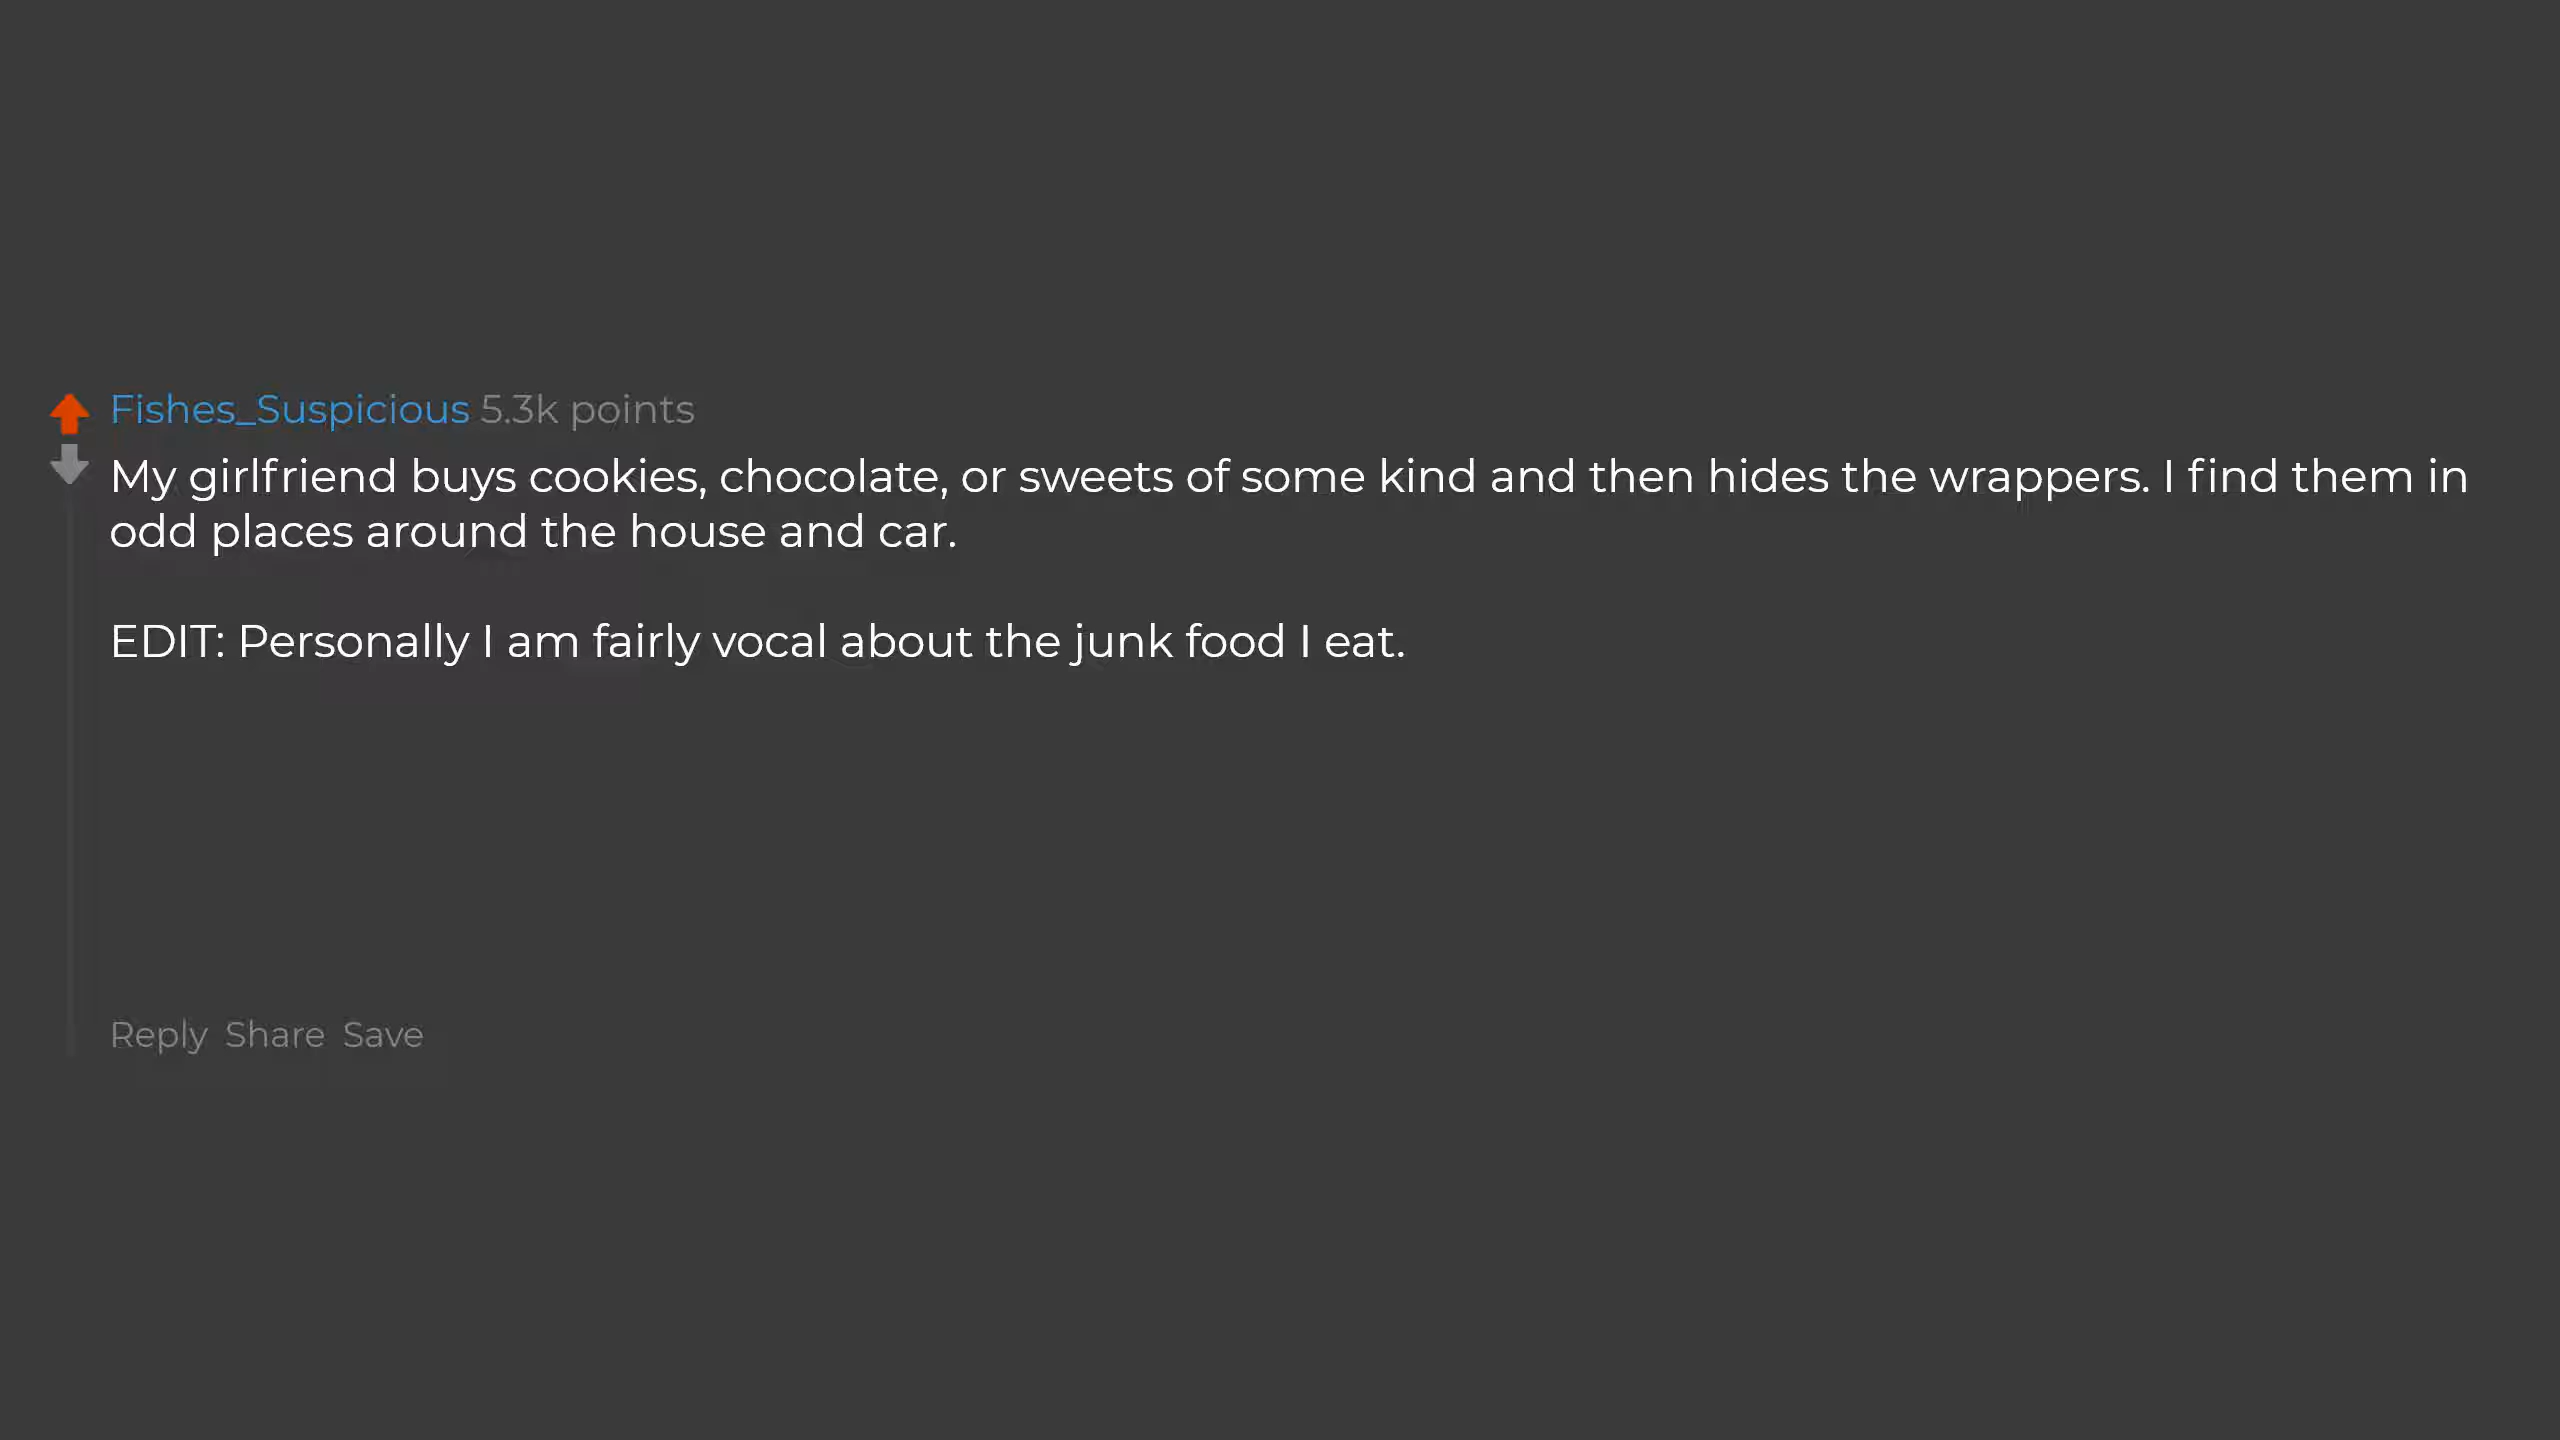 Fishes_Suspicious 5.3k points
My girlfriend buys cookies, chocolate, or sweets of some kind and then hides the wrappers. I find them in
odd places around the house and car.
EDIT: Personally I am fairly vocal about the junk food I eat.
Reply Share Save